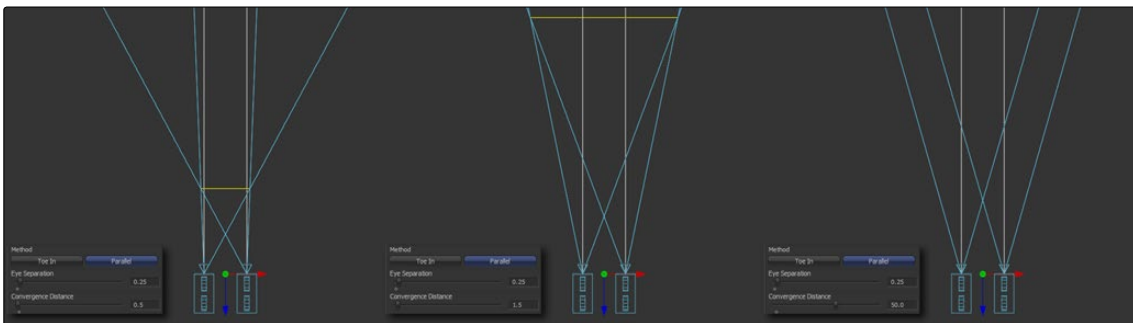 Method
Toe In Parallel
Eye Separation
0.25
Convergence Distance
0.5
Method
Toe In Parallel
Eye Separation
0.25
Convergence Distance
1.5
Method
Toe In Parallel
Eye Separation
0.25
Convergence Distance
50.0